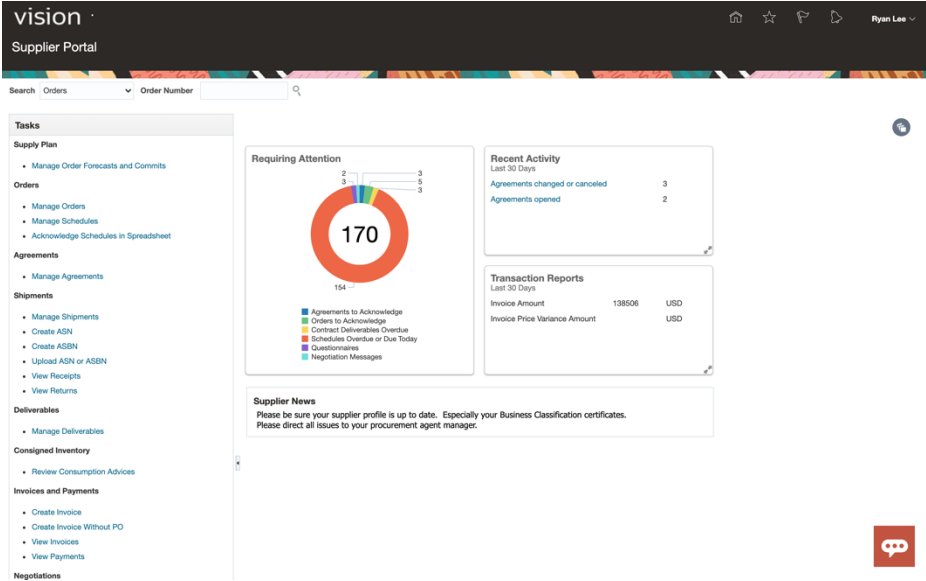 vision
Supplier Portal
Ryan Lee
Search Orders Order Number
Tasks
Supply Plan
Manage Order Forecasts and Commits
Orders
Manage Orders
Manage Schedules
Acknowledge Schedules in Spreadsheet
Agreements
Manage Agreements
Shipments
Manage Shipments
Create ASN
Create ASBN
Upload ASN or ASBN
View Receipts
View Returns
Deliverables
Manage Deliverables
Consigned Inventory
Review Consumption Advices
Invoices and Payments
Create Invoice
Create Invoice Without PO
View Invoices
View Payments
Negotiations
Requiring Attention
2
3
3
5
3
170
154
Agreements to Acknowledge
Orders to Acknowledge
Contract Deliverables Overdue
Schedules Overdue or Due Today
Questionnaires
Negotiation Messages
Recent Activity
Last 30 Days
Agreements changed or canceled 3
Agreements opened 2
Transaction Reports
Last 30 Days
Invoice Amount 138506 USD
Invoice Price Variance Amount USD
Supplier News
Please be sure your supplier profile is up to date. Especially your Business Classification certificates.
Please direct all issues to your procurement agent manager.